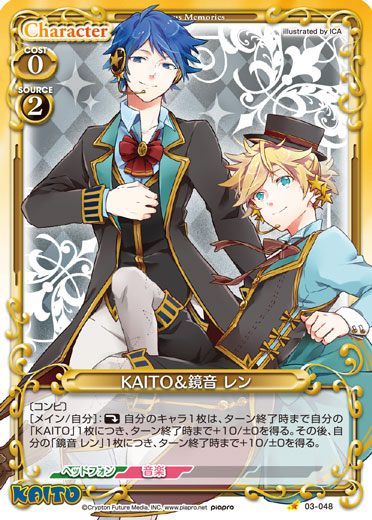 Character
illustrated by ICA
COST
0
SOURCE
2
KAITO&鏡音 レン
［コンビ］
［メイン/自分］： 自分のキャラ1枚は、ターン終了時まで自分の
「KAITO」1枚につき、ターン終了時まで+10/±0を得る。その後、自
分の「鏡音 レン」1枚につき、ターン終了時まで+10/±0を得る。
ヘッドフォン 音楽
KAITO
©Crypton Future Media, INC. www.piapro.net piapro
R 03-048